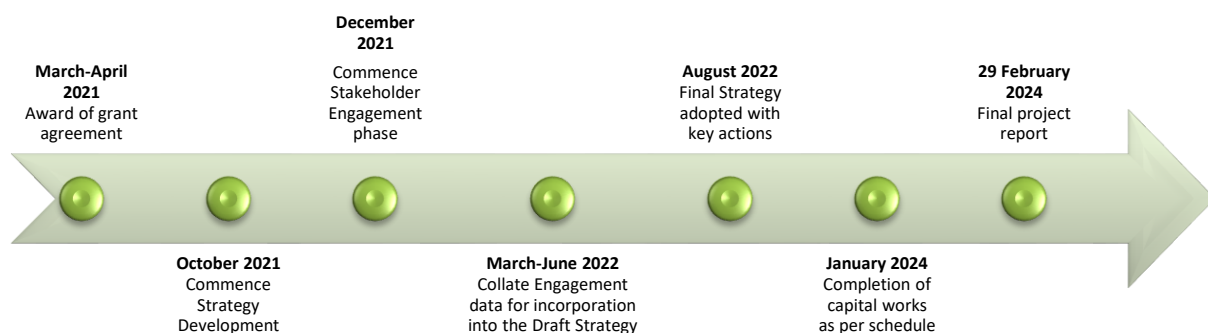 March-April
2021
Award of grant
agreement
October 2021
Commence
Strategy
Development
December
2021
Commence
Stakeholder
Engagement
phase
March-June 2022
Collate Engagement
data for incorporation
into the Draft Strategy
August 2022
Final Strategy
adopted with
key actions
January 2024
Completion of
capital works
as per schedule
29 February
2024
Final project
report